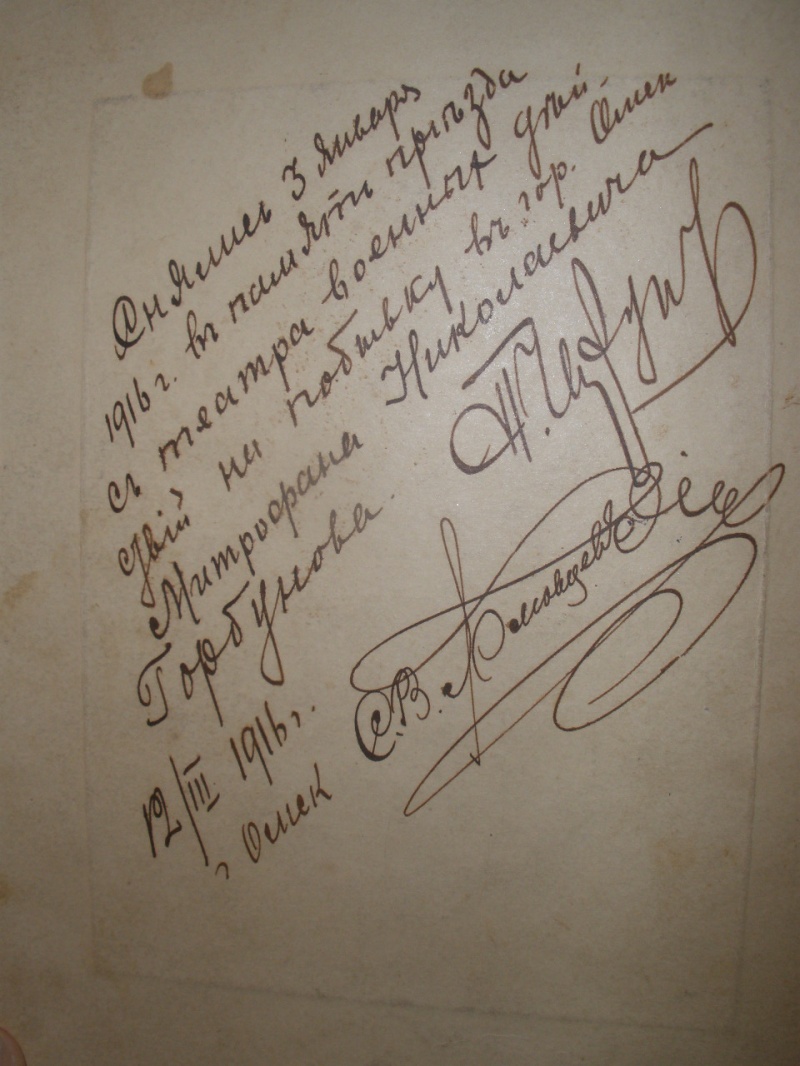 Снялись 3 Января
1916 г. въ память приѣзда
съ театра военныхъ дѣй-
ствій на побывку въ гор. Омск
Митрофана Николаевича
Горбунова.
12/III 1916 г.
г Омск
С. В.